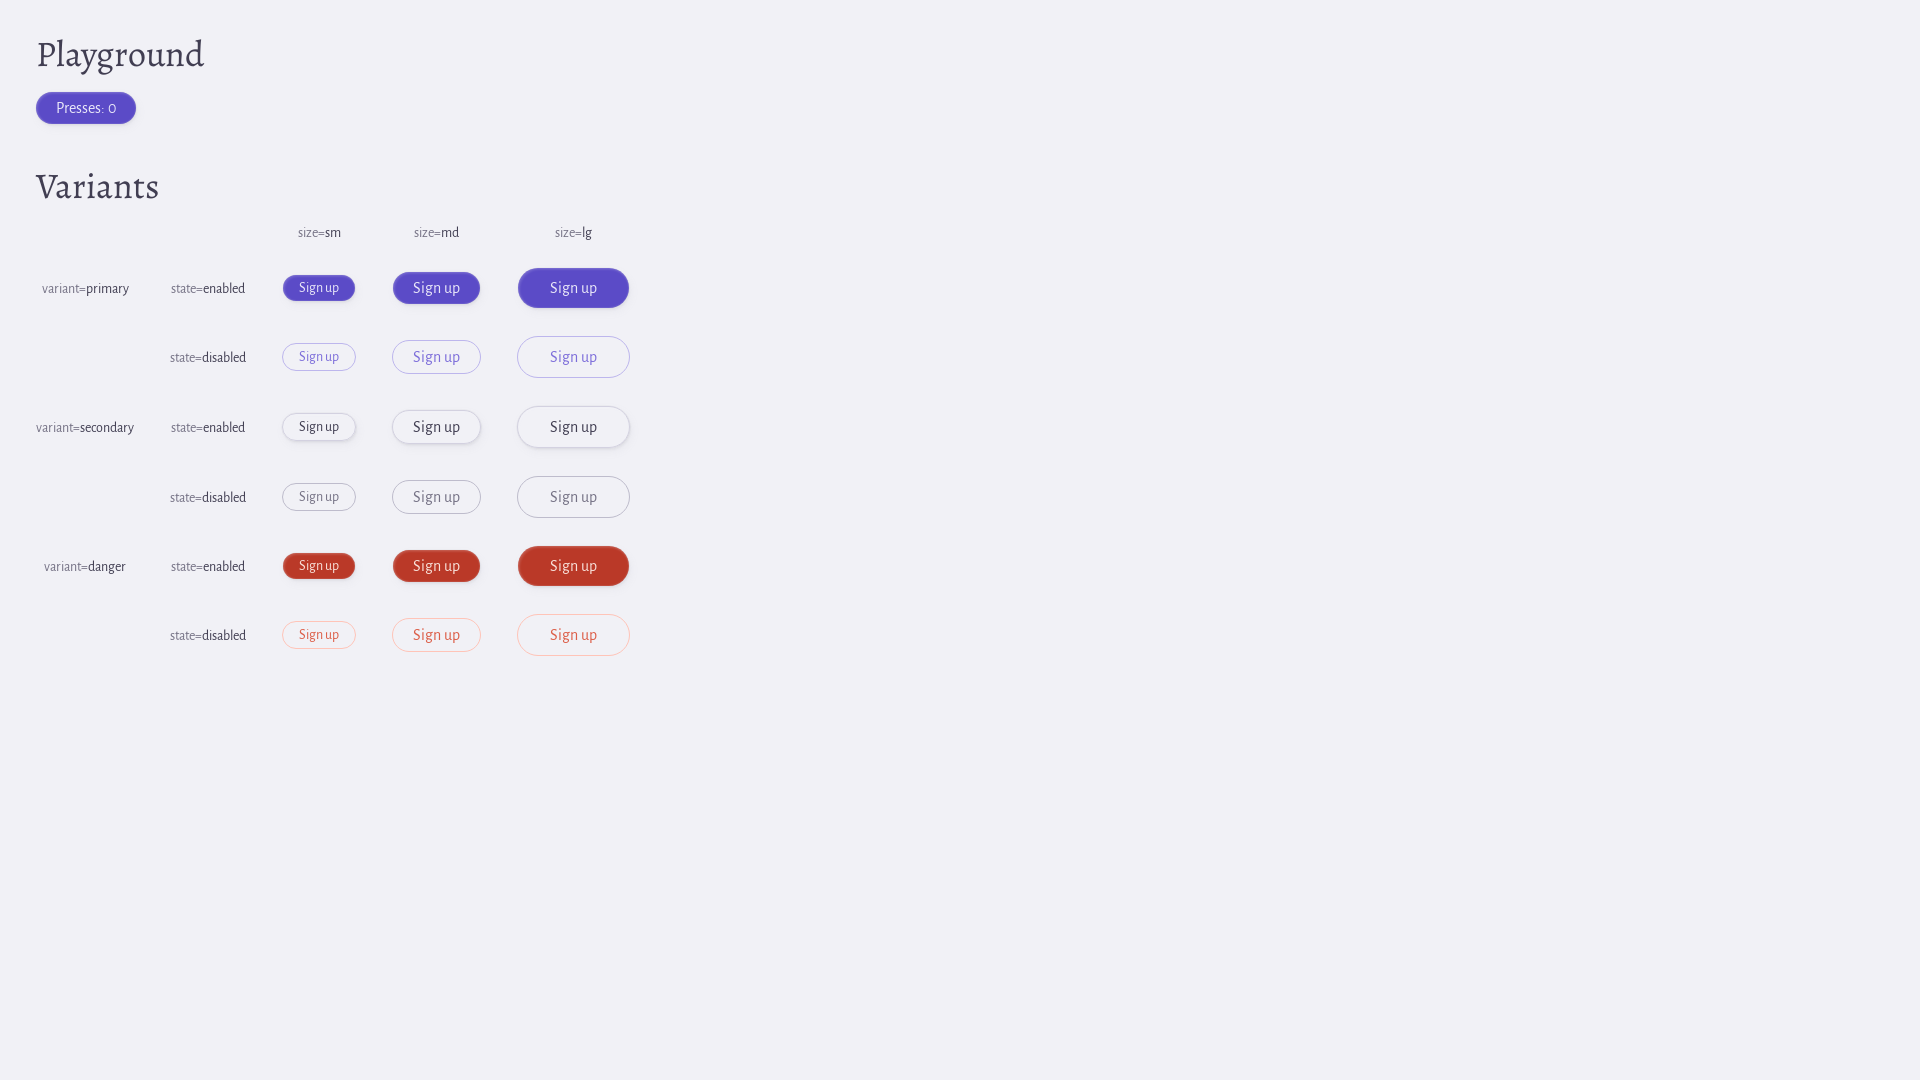 Playground
Presses: 0
Variants
size=sm size=md size=lg
variant=primary state=enabled Sign up Sign up Sign up
state=disabled Sign up Sign up Sign up
variant=secondary state=enabled Sign up Sign up Sign up
state=disabled Sign up Sign up Sign up
variant=danger state=enabled Sign up Sign up Sign up
state=disabled Sign up Sign up Sign up